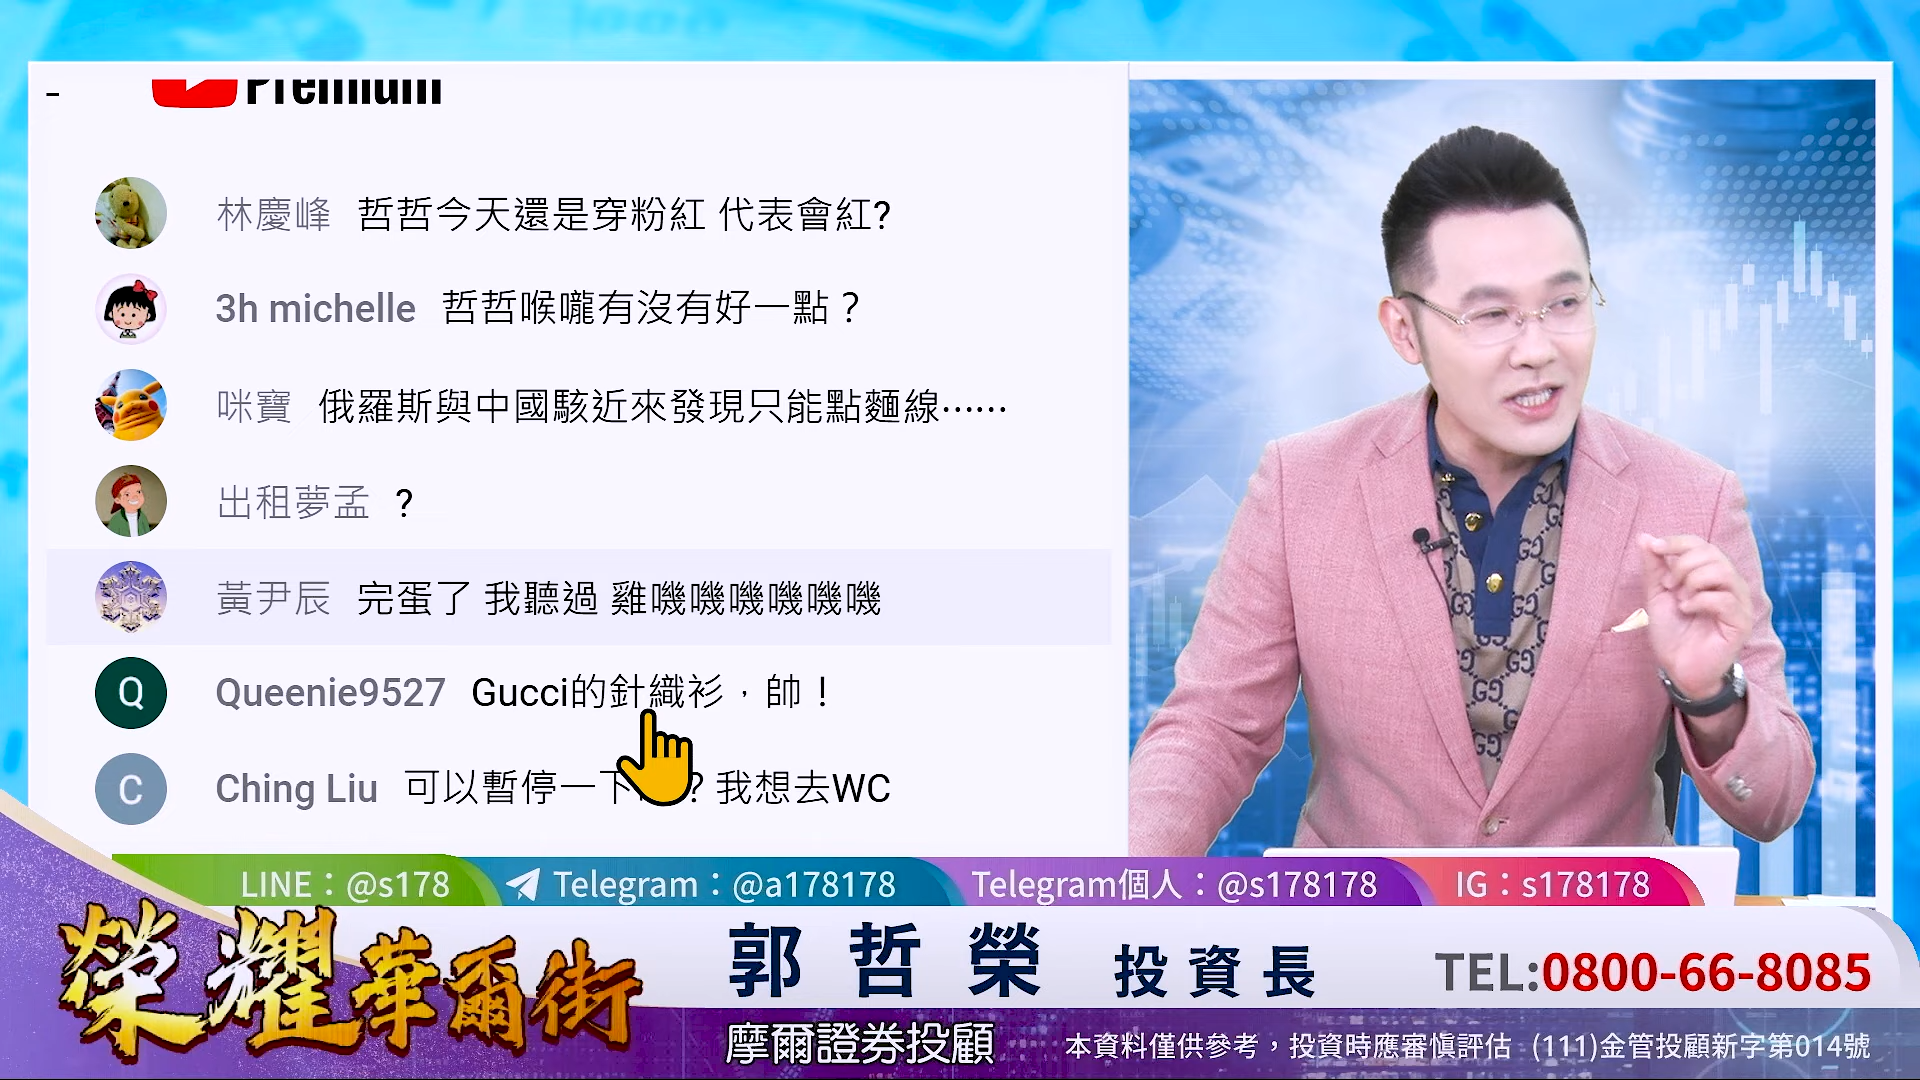 Premium
林慶峰 哲哲今天還是穿粉紅 代表會紅?
3h michelle 哲哲喉嚨有沒有好一點？
咪寶 俄羅斯與中國駭近來發現只能點麵線⋯⋯
出租夢孟 ?
黃尹辰 完蛋了 我聽過 雞嘰嘰嘰嘰嘰嘰
Q Queenie9527 Gucci的針織衫，帥！
C Ching Liu 可以暫停一下 ? 我想去WC
LINE：@s178 Telegram：@a178178 Telegram個人：@s178178 IG：s178178
榮耀華爾街
郭哲榮 投資長
TEL:0800-66-8085
摩爾證券投顧
本資料僅供參考，投資時應審慎評估 (111)金管投顧新字第014號